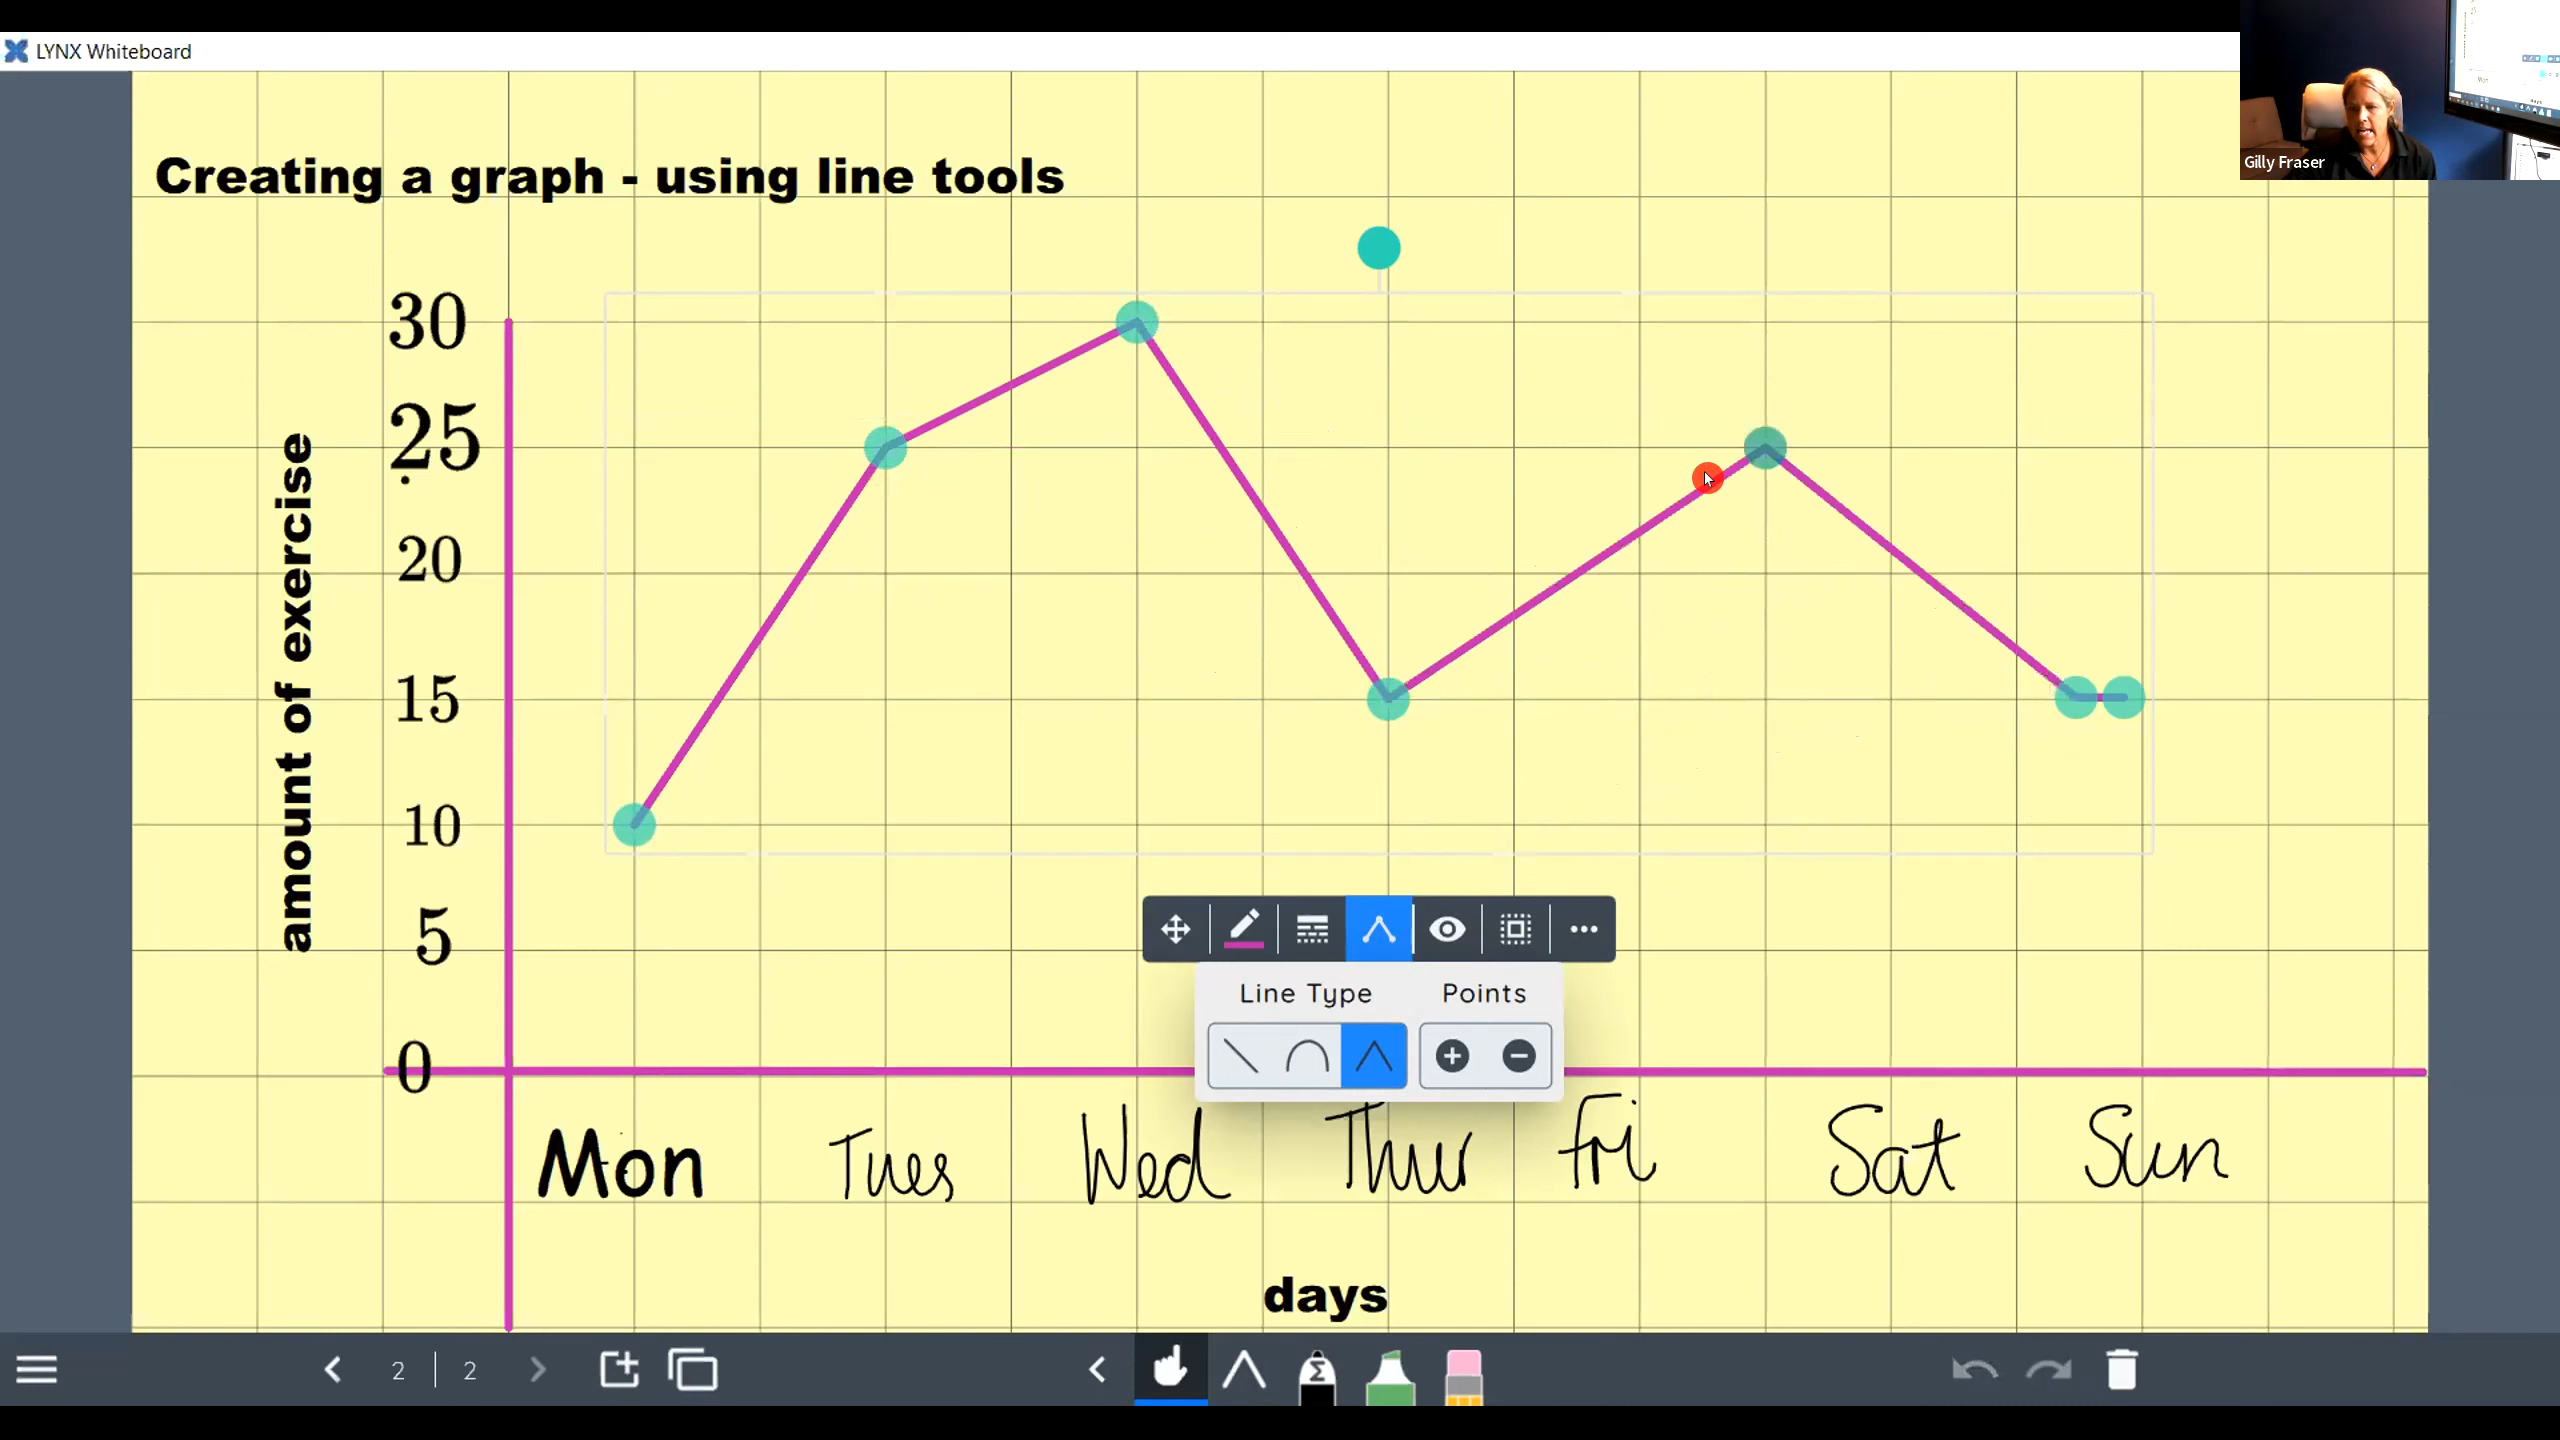 LYNX Whiteboard
Gilly Fraser
Creating a graph - using line tools
30
25
20
15
10
5
0
amount of exercise
Line Type Points
Mon Tues Wed Thur Fri Sat Sun
days
2 2
Σ